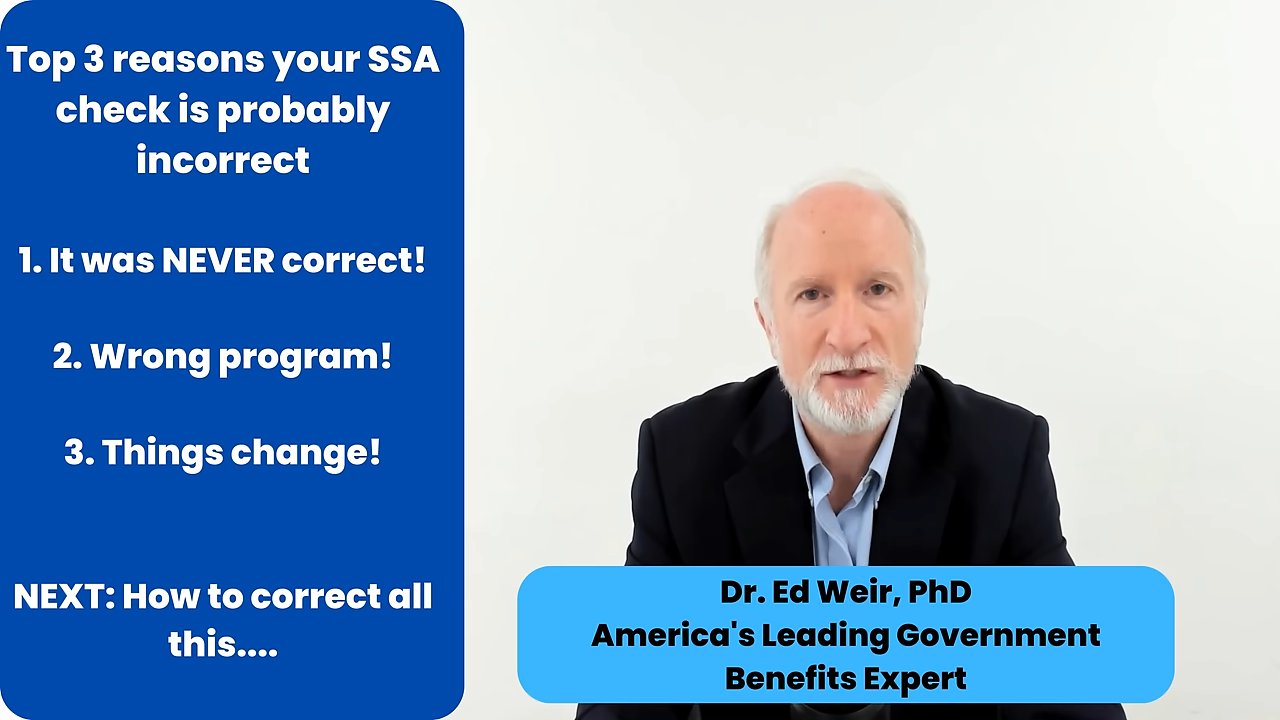 Top 3 reasons your SSA
check is probably
incorrect
1. It was NEVER correct!
2. Wrong program!
3. Things change!
NEXT: How to correct all
this....
Dr. Ed Weir, PhD
America's Leading Government
Benefits Expert